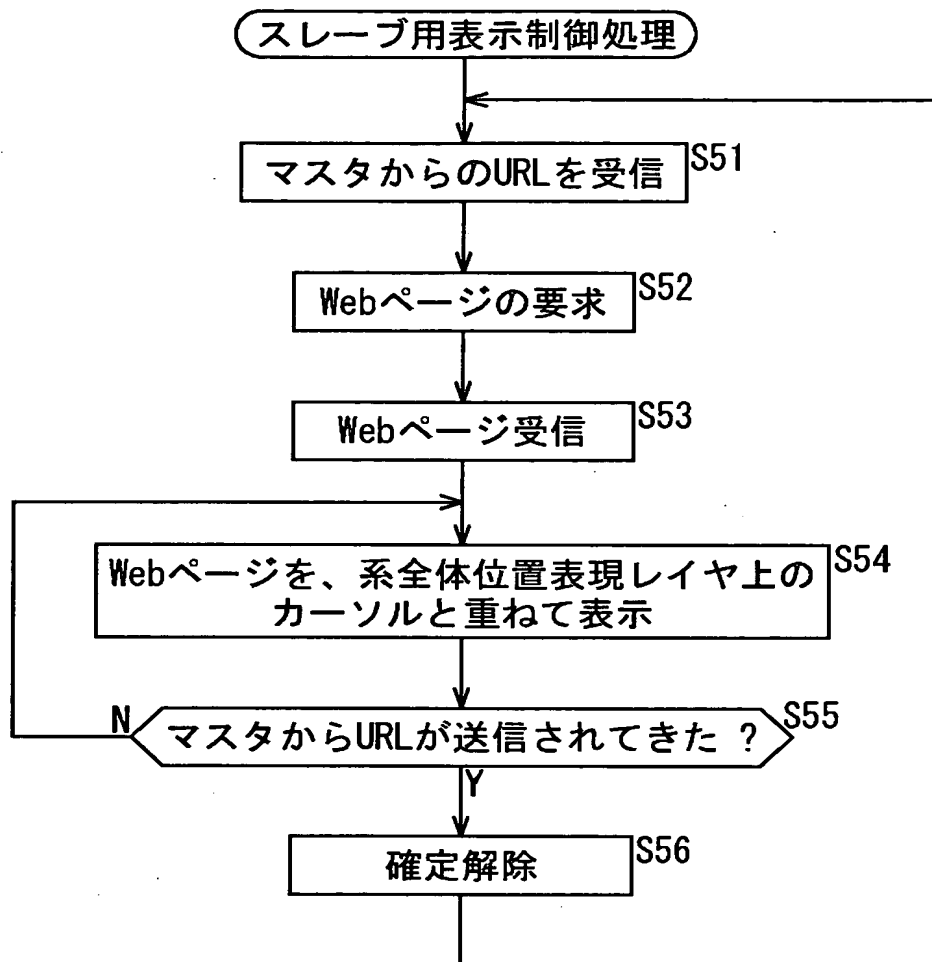 スレーブ用表示制御処理
マスタからのURLを受信
S51
Webページの要求
S52
Webページ受信
S53
Webページを、系全体位置表現レイヤ上の
カーソルと重ねて表示
S54
マスタからURLが送信されてきた ?
S55
N
Y
確定解除
S56